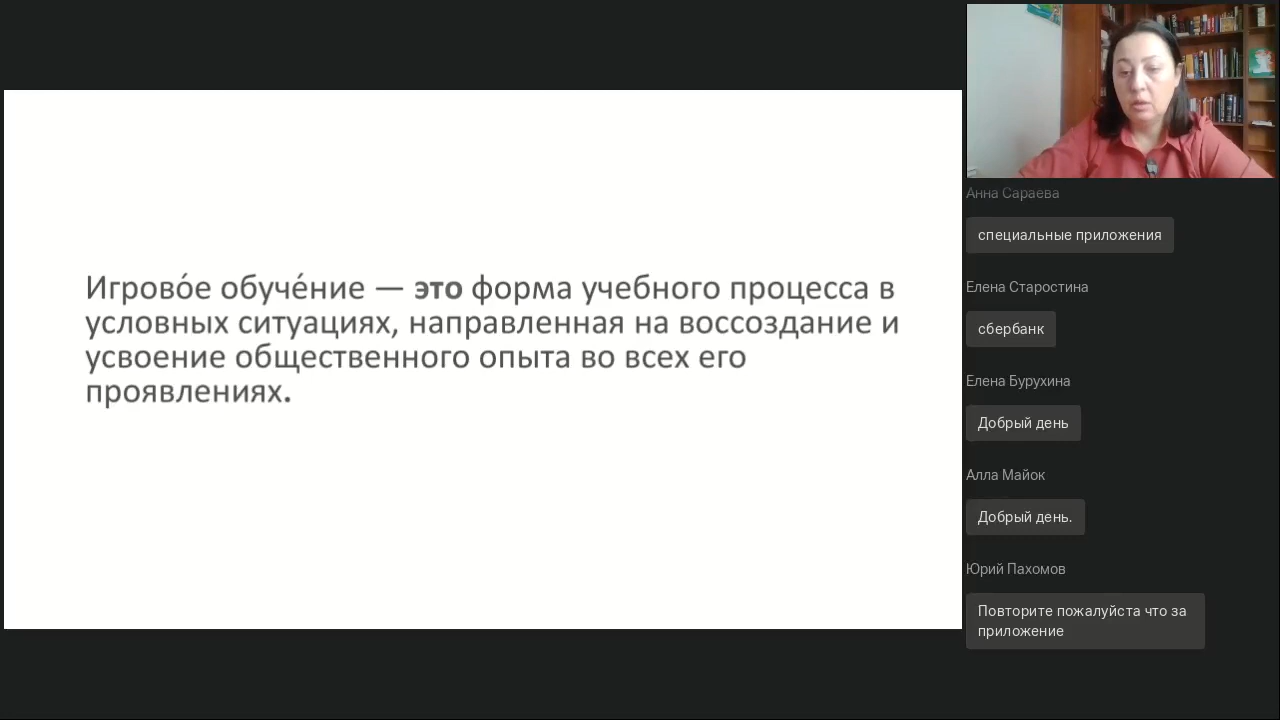 Игрово́е обуче́ние — это форма учебного процесса в
условных ситуациях, направленная на воссоздание и
усвоение общественного опыта во всех его
проявлениях.
Анна Сараева
специальные приложения
Елена Старостина
сбербанк
Елена Бурухина
Добрый день
Алла Майок
Добрый день.
Юрий Пахомов
Повторите пожалуйста что за
приложение